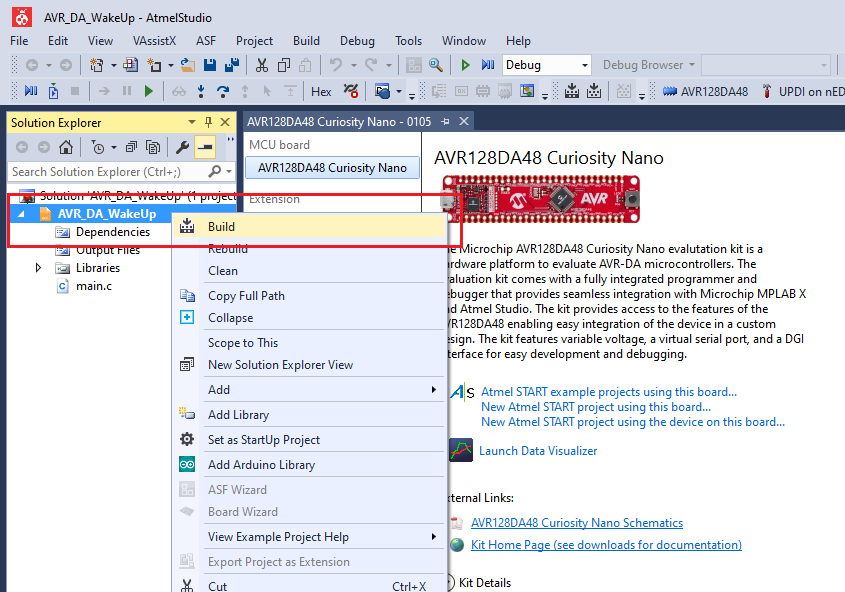 AVR_DA_WakeUp - AtmelStudio
File Edit View VAssistX ASF Project Build Debug Tools Window Help
Debug Debug Browser
Hex AVR128DA48 UPDI on nED
Solution Explorer
AVR128DA48 Curiosity Nano - 0105
MCU board
Search Solution Explorer (Ctrl+;)
AVR128DA48 Curiosity Nano
AVR128DA48 Curiosity Nano
Solution 'AVR_DA_WakeUp' (1 project
Extension
AVR
AVR_DA_WakeUp
Dependencies
Output Files
Libraries
main.c
Build
Rebuild
Clean
Copy Full Path
Collapse
Scope to This
New Solution Explorer View
Add
Add Library
Set as StartUp Project
Add Arduino Library
ASF Wizard
Board Wizard
View Example Project Help
Export Project as Extension
Cut Ctrl+X
Microchip AVR128DA48 Curiosity Nano evalutation kit is a
platform to evaluate AVR-DA microcontrollers. The
kit comes with a fully integrated programmer and
that provides seamless integration with Microchip MPLAB X
Atmel Studio. The kit provides access to the features of the
enabling easy integration of the device in a custom
The kit features variable voltage, a virtual serial port, and a DGI
for easy development and debugging.
Atmel START example projects using this board...
New Atmel START project using this board...
New Atmel START project using the device on this board...
Launch Data Visualizer
ternal Links:
AVR128DA48 Curiosity Nano Schematics
Kit Home Page (see downloads for documentation)
Kit Details